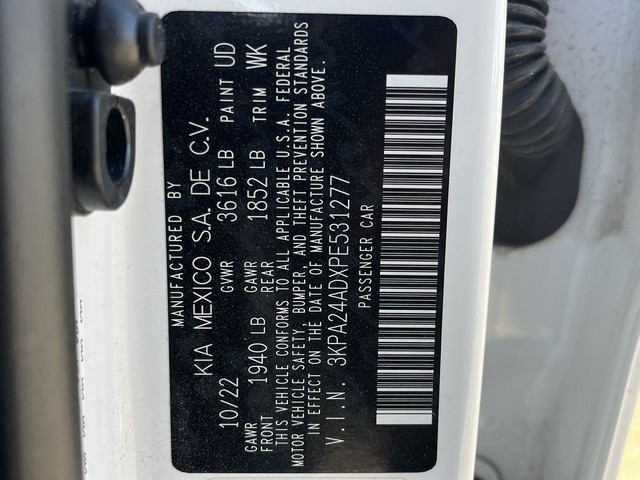 MANUFACTURED BY
KIA MEXICO S.A. DE C.V.
10/22 GVWR 3616 LB PAINT UD
GAWR FRONT 1940 LB GAWR REAR 1852 LB TRIM WK
THIS VEHICLE CONFORMS TO ALL APPLICABLE U.S.A. FEDERAL
MOTOR VEHICLE SAFETY, BUMPER, AND THEFT PREVENTION STANDARDS
IN EFFECT ON THE DATE OF MANUFACTURE SHOWN ABOVE.
V.I.N. 3KPA24ADXPE531277
PASSENGER CAR